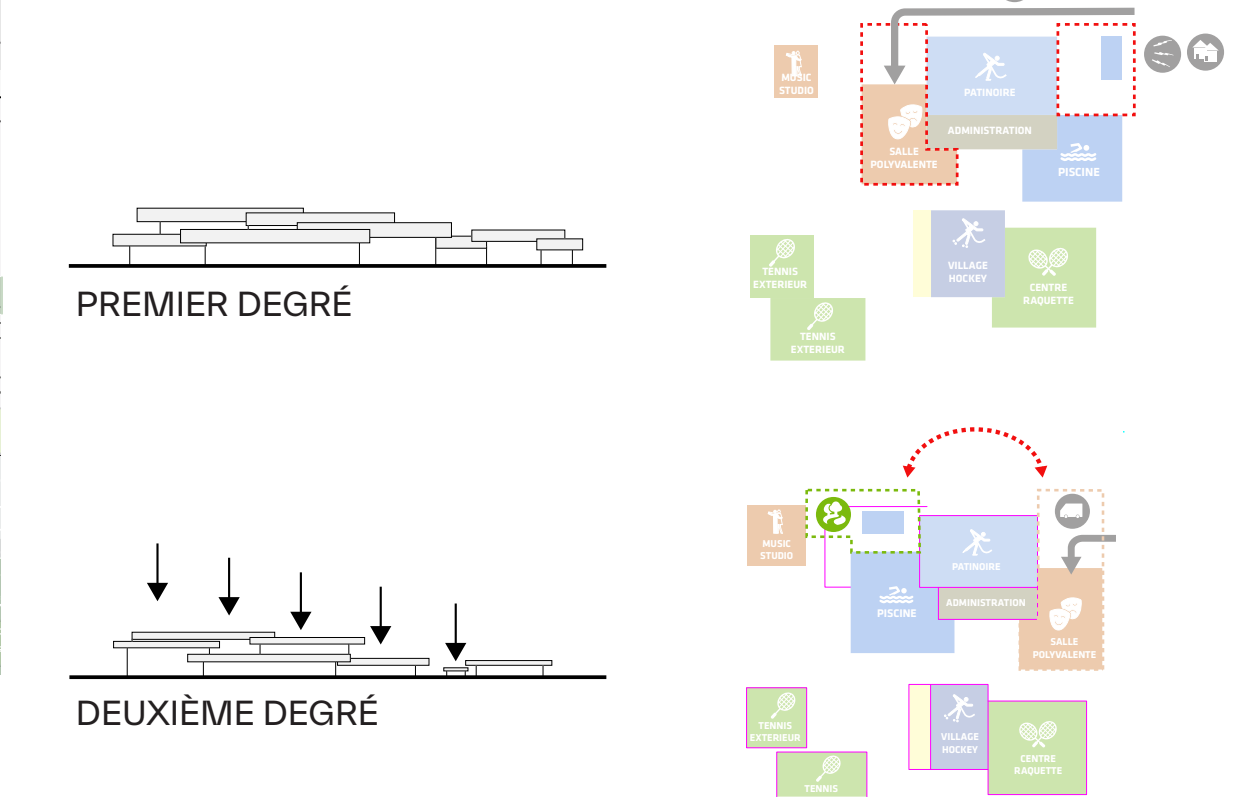 MUSIC
STUDIO
PATINOIRE
ADMINISTRATION
SALLE
POLYVALENTE
PISCINE
TENNIS
EXTERIEUR
VILLAGE
HOCKEY
CENTRE
RAQUETTE
TENNIS
EXTERIEUR
PREMIER DEGRÉ
MUSIC
STUDIO
PATINOIRE
PISCINE
ADMINISTRATION
SALLE
POLYVALENTE
TENNIS
EXTERIEUR
VILLAGE
HOCKEY
CENTRE
RAQUETTE
TENNIS
DEUXIÈME DEGRÉ